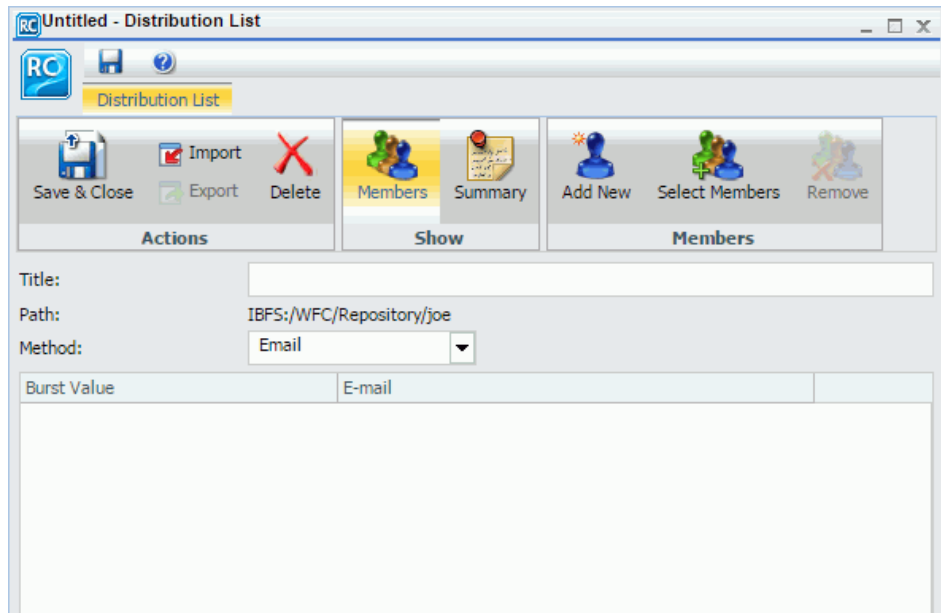 RC Untitled - Distribution List
RC
Distribution List
Save & Close
Import
Export
Delete
Members
Summary
Add New
Select Members
Remove
Actions
Show
Members
Title:
Path: IBFS:/WFC/Repository/joe
Method: Email
Burst Value E-mail